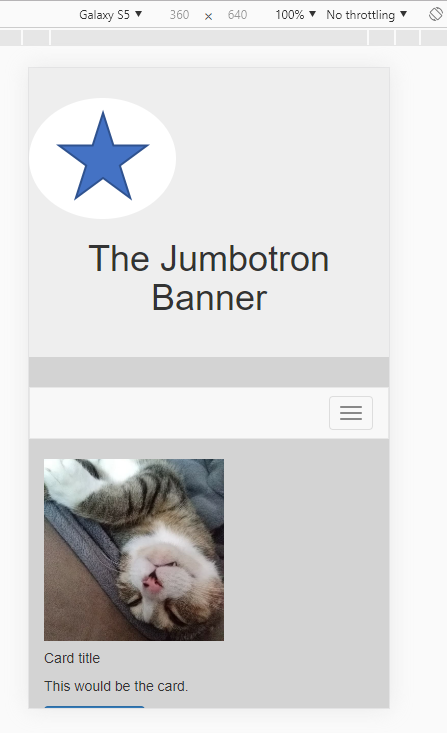 Galaxy S5 ▼ 360 × 640 100% ▼ No throttling ▼
The Jumbotron
Banner
Card title
This would be the card.